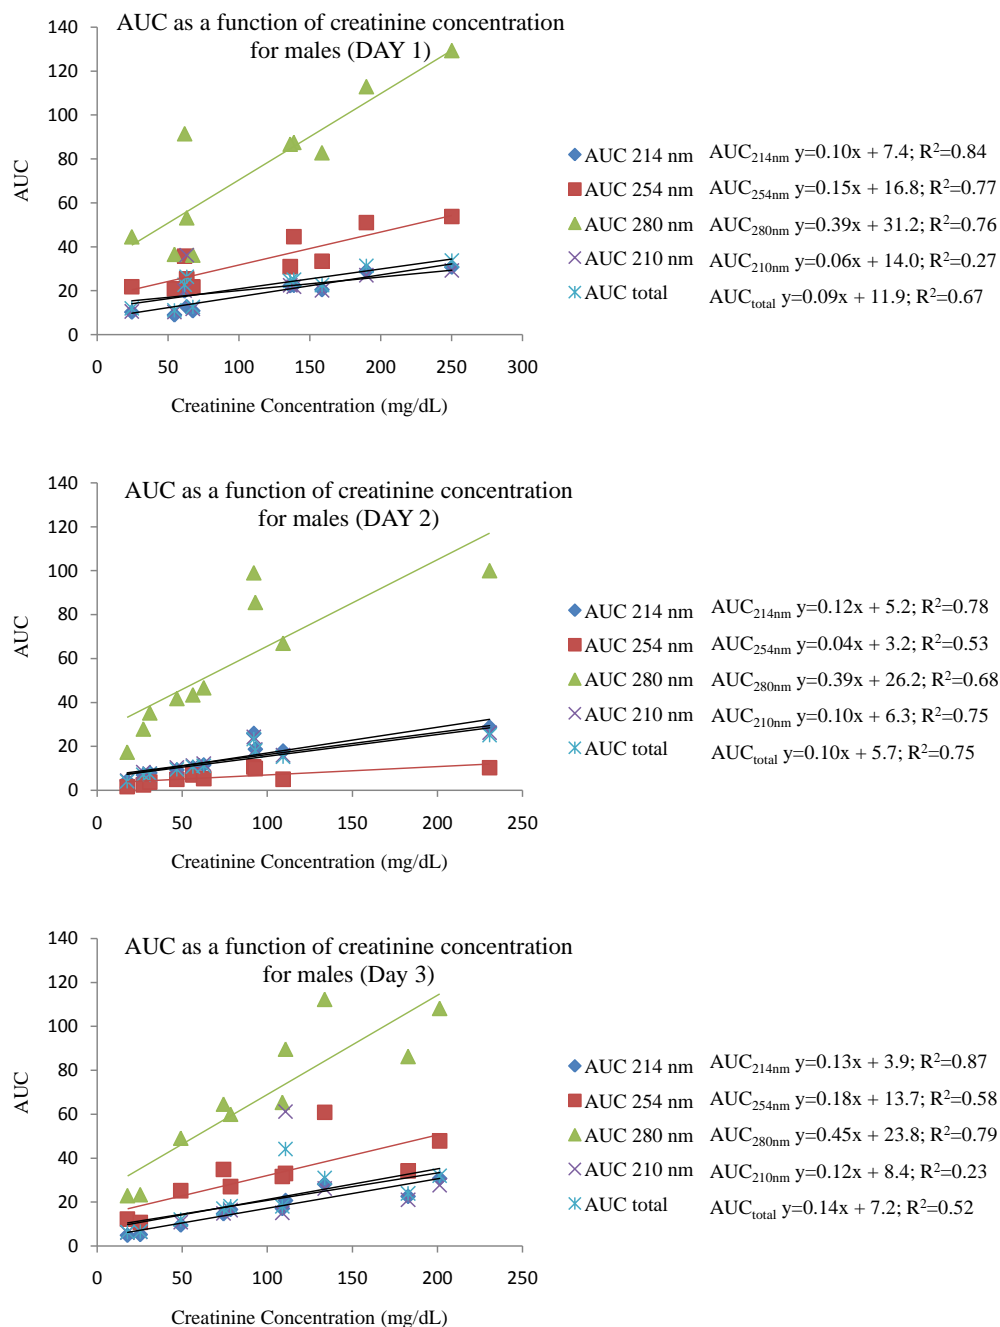 AUC as a function of creatinine concentration
for males (DAY 1)
140
120
100
80
60
40
20
0
AUC
0 50 100 150 200 250 300
Creatinine Concentration (mg/dL)
AUC 214 nm AUC214nm y=0.10x + 7.4; R²=0.84
AUC 254 nm AUC254nm y=0.15x + 16.8; R²=0.77
AUC 280 nm AUC280nm y=0.39x + 31.2; R²=0.76
AUC 210 nm AUC210nm y=0.06x + 14.0; R²=0.27
AUC total AUCtotal y=0.09x + 11.9; R²=0.67
AUC as a function of creatinine concentration
for males (DAY 2)
140
120
100
80
60
40
20
0
AUC
0 50 100 150 200 250
Creatinine Concentration (mg/dL)
AUC 214 nm AUC214nm y=0.12x + 5.2; R²=0.78
AUC 254 nm AUC254nm y=0.04x + 3.2; R²=0.53
AUC 280 nm AUC280nm y=0.39x + 26.2; R²=0.68
AUC 210 nm AUC210nm y=0.10x + 6.3; R²=0.75
AUC total AUCtotal y=0.10x + 5.7; R²=0.75
AUC as a function of creatinine concentration
for males (Day 3)
140
120
100
80
60
40
20
0
AUC
0 50 100 150 200 250
Creatinine Concentration (mg/dL)
AUC 214 nm AUC214nm y=0.13x + 3.9; R²=0.87
AUC 254 nm AUC254nm y=0.18x + 13.7; R²=0.58
AUC 280 nm AUC280nm y=0.45x + 23.8; R²=0.79
AUC 210 nm AUC210nm y=0.12x + 8.4; R²=0.23
AUC total AUCtotal y=0.14x + 7.2; R²=0.52